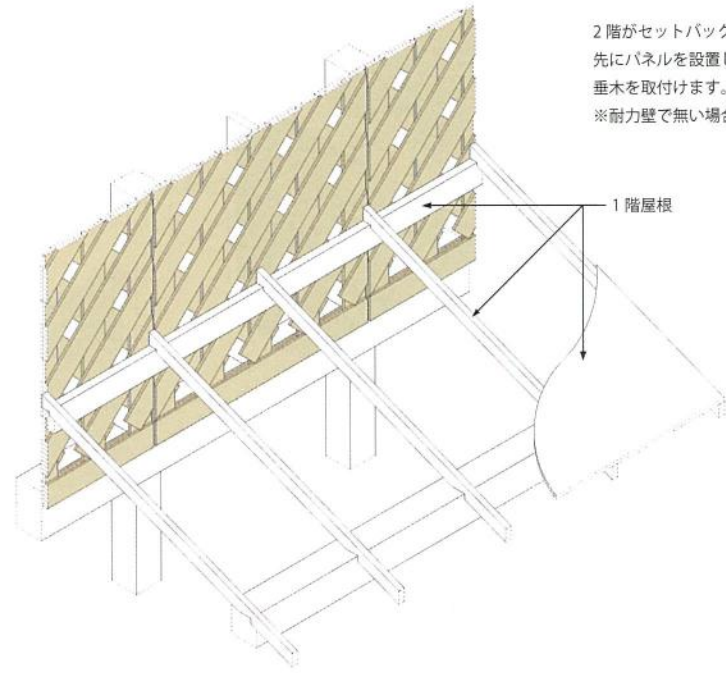 2階がセットバック
先にパネルを設置し
垂木を取付けます。
※耐力壁で無い場合
1階屋根